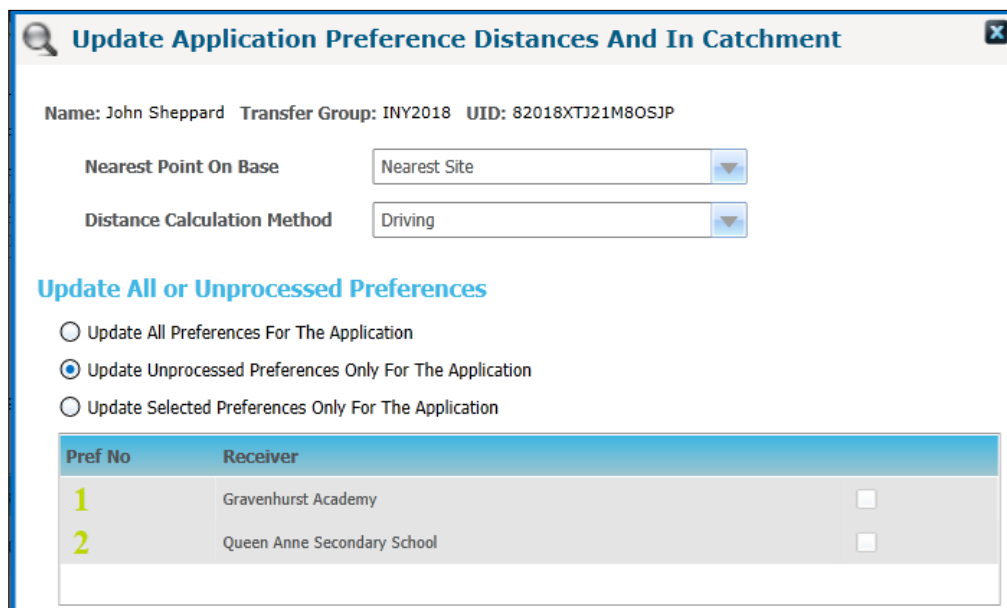 Update Application Preference Distances And In Catchment
Name: John Sheppard Transfer Group: INY2018 UID: 82018XTJ21M8OSJP
Nearest Point On Base Nearest Site
Distance Calculation Method Driving
Update All or Unprocessed Preferences
Update All Preferences For The Application
Update Unprocessed Preferences Only For The Application
Update Selected Preferences Only For The Application
Pref No Receiver
1 Gravenhurst Academy
2 Queen Anne Secondary School